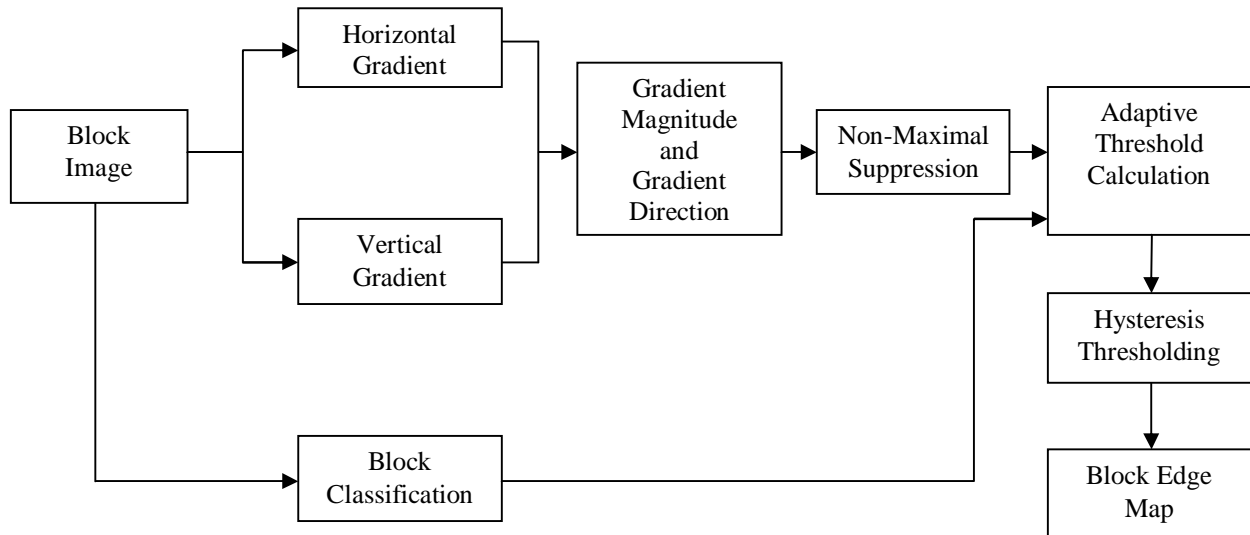 Horizontal
Gradient
Block
Image
Vertical
Gradient
Gradient
Magnitude
and
Gradient
Direction
Non-Maximal
Suppression
Adaptive
Threshold
Calculation
Hysteresis
Thresholding
Block
Classification
Block Edge
Map